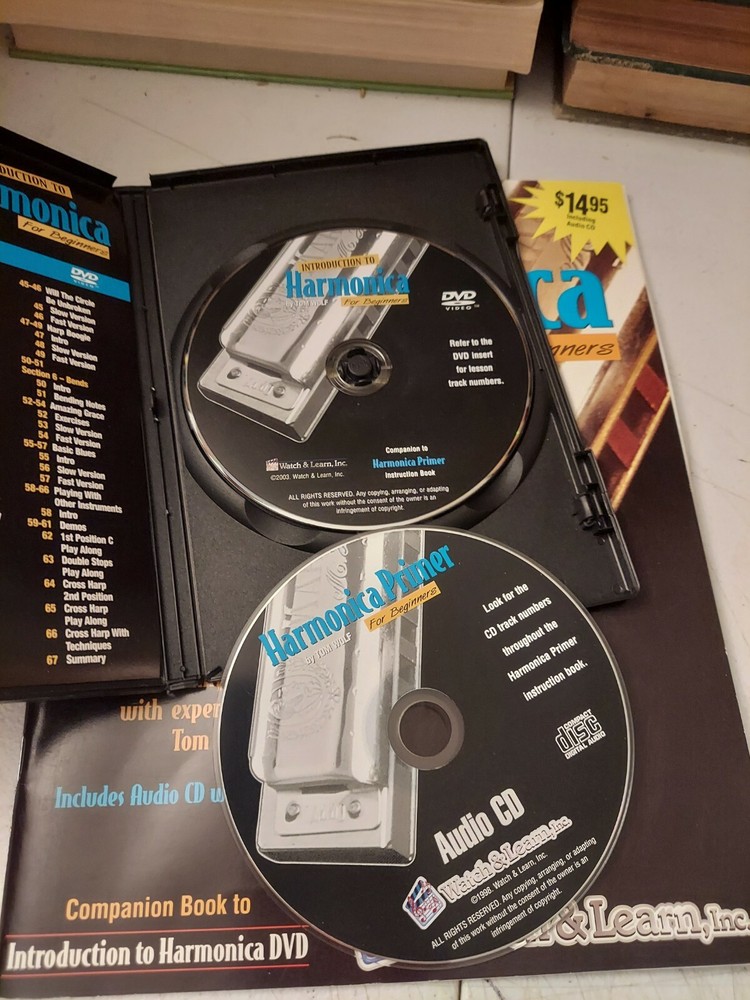 DUCTION TO
monica
For Beginners
DVD
VIDEO
45-46 Will The Circle
Be Unbroken
45 Slow Version
46 Fast Version
47-49 Harp Boogie
47 Intro
48 Slow Version
49 Fast Version
50-51 Section 6 - Bends
50 Intro
51 Bending Notes
52-54 Amazing Grace
52 Exercises
53 Slow Version
54 Fast Version
55-57 Basic Blues
55 Intro
56 Slow Version
57 Fast Version
58-66 Playing With
Other Instruments
58 Intro
59-61 Demos
62 1st Position C
Play Along
63 Double Stops
Play Along
64 Cross Harp
2nd Position
65 Cross Harp
Play Along
66 Cross Harp With
Techniques
67 Summary
INTRODUCTION TO
Harmonica
by TOM WOLF
For Beginners
DVD
VIDEO
Refer to the
DVD insert
for lesson
track numbers.
Watch & Learn, Inc.
©2003. Watch & Learn, Inc.
Companion to
Harmonica Primer
Instruction Book
ALL RIGHTS RESERVED. Any copying, arranging, or adapting
of this work without the consent of the owner is an
infringement of copyright.
$14.95
Including
Audio CD
ca
nners
Harmonica Primer
by TOM WOLF
For Beginners
Look for the
CD track numbers
throughout the
Harmonica Primer
instruction book.
COMPACT
disc
DIGITAL AUDIO
Audio CD
Watch & Learn, Inc.
©1998. Watch & Learn, Inc.
ALL RIGHTS RESERVED. Any copying, arranging, or adapting
of this work without the consent of the owner is an
infringement of copyright.
with exper
Tom
Includes Audio CD w
Companion Book to
Introduction to Harmonica DVD
& Learn, Inc